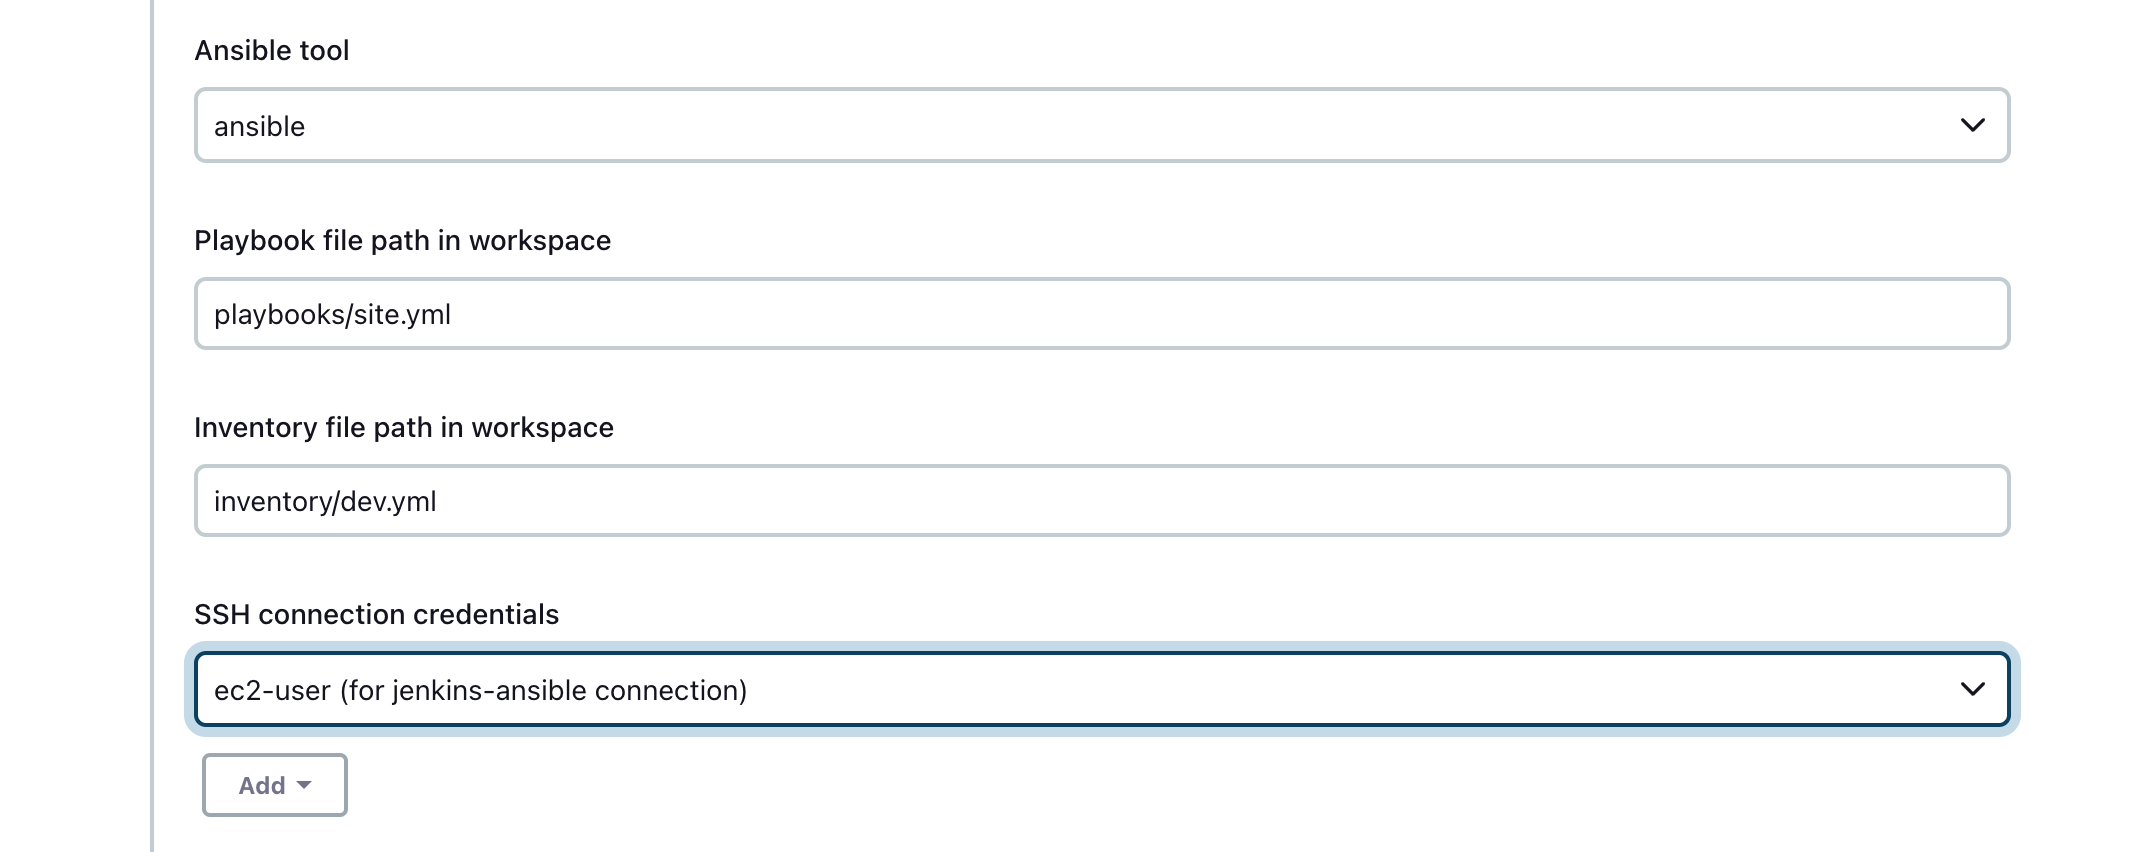 Ansible tool
ansible
Playbook file path in workspace
playbooks/site.yml
Inventory file path in workspace
inventory/dev.yml
SSH connection credentials
ec2-user (for jenkins-ansible connection)
Add